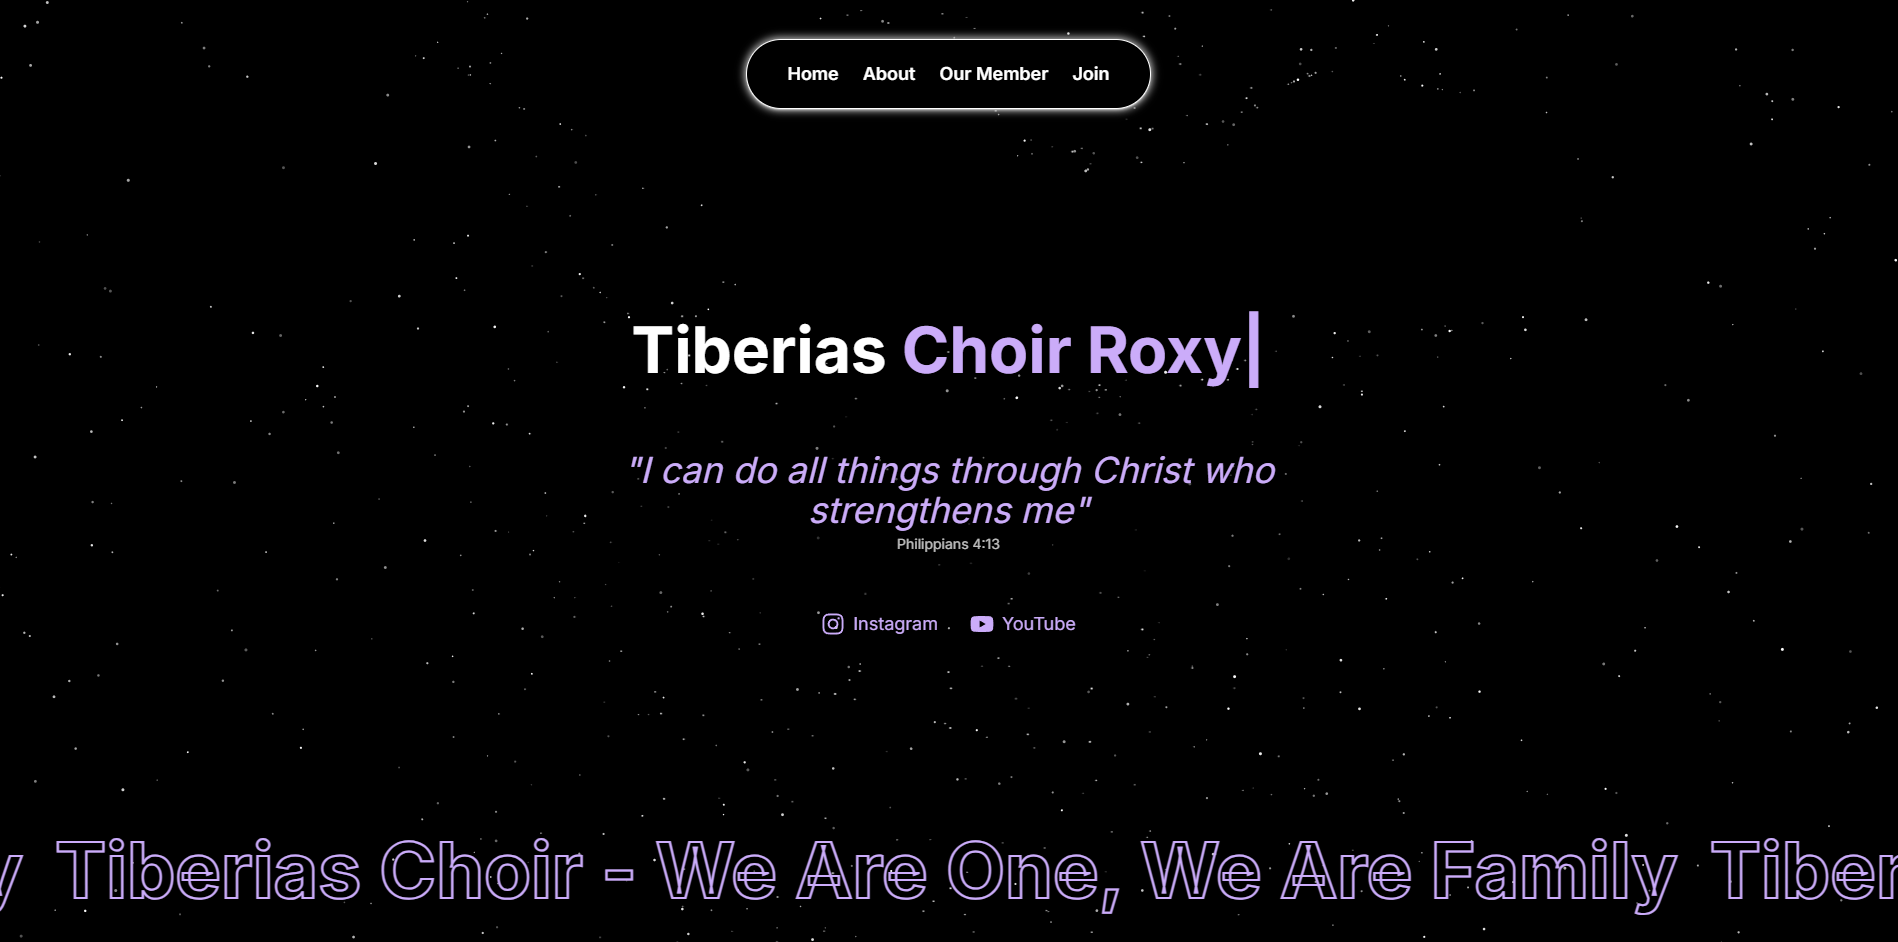 Home About Our Member Join
Tiberias Choir Roxy
"I can do all things through Christ who
strengthens me"
Philippians 4:13
Instagram YouTube
y Tiberias Choir - We Are One, We Are Family Tiber